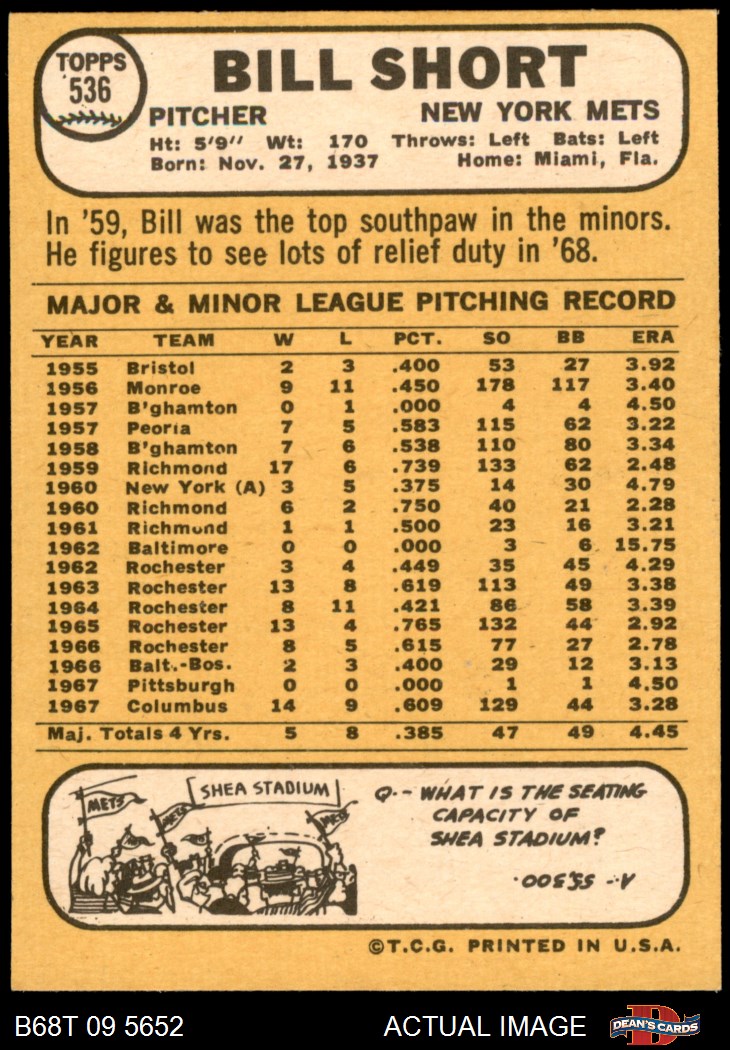 TOPPS
'536
BILL SHORT
PITCHER NEW YORK METS
Ht: 5'9" Wt: 170 Throws: Left Bats: Left
Born: Nov. 27, 1937 Home: Miami, Fla.
In '59, Bill was the top southpaw in the minors.
He figures to see lots of relief duty in '68.
MAJOR & MINOR LEAGUE PITCHING RECORD
YEAR TEAM W L PCT. SO BB ERA
1955 Bristol 2 3 .400 53 27 3.92
1956 Monroe 9 11 .450 178 117 3.40
1957 B'ghamton 0 1 .000 4 4 4.50
1957 Peoria 7 5 .583 115 62 3.22
1958 B'ghamton 7 6 .538 110 80 3.34
1959 Richmond 17 6 .739 133 62 2.48
1960 New York (A) 3 5 .375 14 30 4.79
1960 Richmond 6 2 .750 40 21 2.28
1961 Richmond 1 1 .500 23 16 3.21
1962 Baltimore 0 0 .000 3 6 15.75
1962 Rochester 3 4 .449 35 45 4.29
1963 Rochester 13 8 .619 113 49 3.38
1964 Rochester 8 11 .421 86 58 3.39
1965 Rochester 13 4 .765 132 44 2.92
1966 Rochester 8 5 .615 77 27 2.78
1966 Balt.-Bos. 2 3 .400 29 12 3.13
1967 Pittsburgh 0 0 .000 1 1 4.50
1967 Columbus 14 9 .609 129 44 3.28
Maj. Totals 4 Yrs. 5 8 .385 47 49 4.45
METS
METS
SHEA STADIUM
METS
Q-- WHAT IS THE SEATING
CAPACITY OF
SHEA STADIUM?
A-- 55,300.
©T.C.G. PRINTED IN U.S.A.
B68T 09 5652 ACTUAL IMAGE
D
DEAN'S CARDS